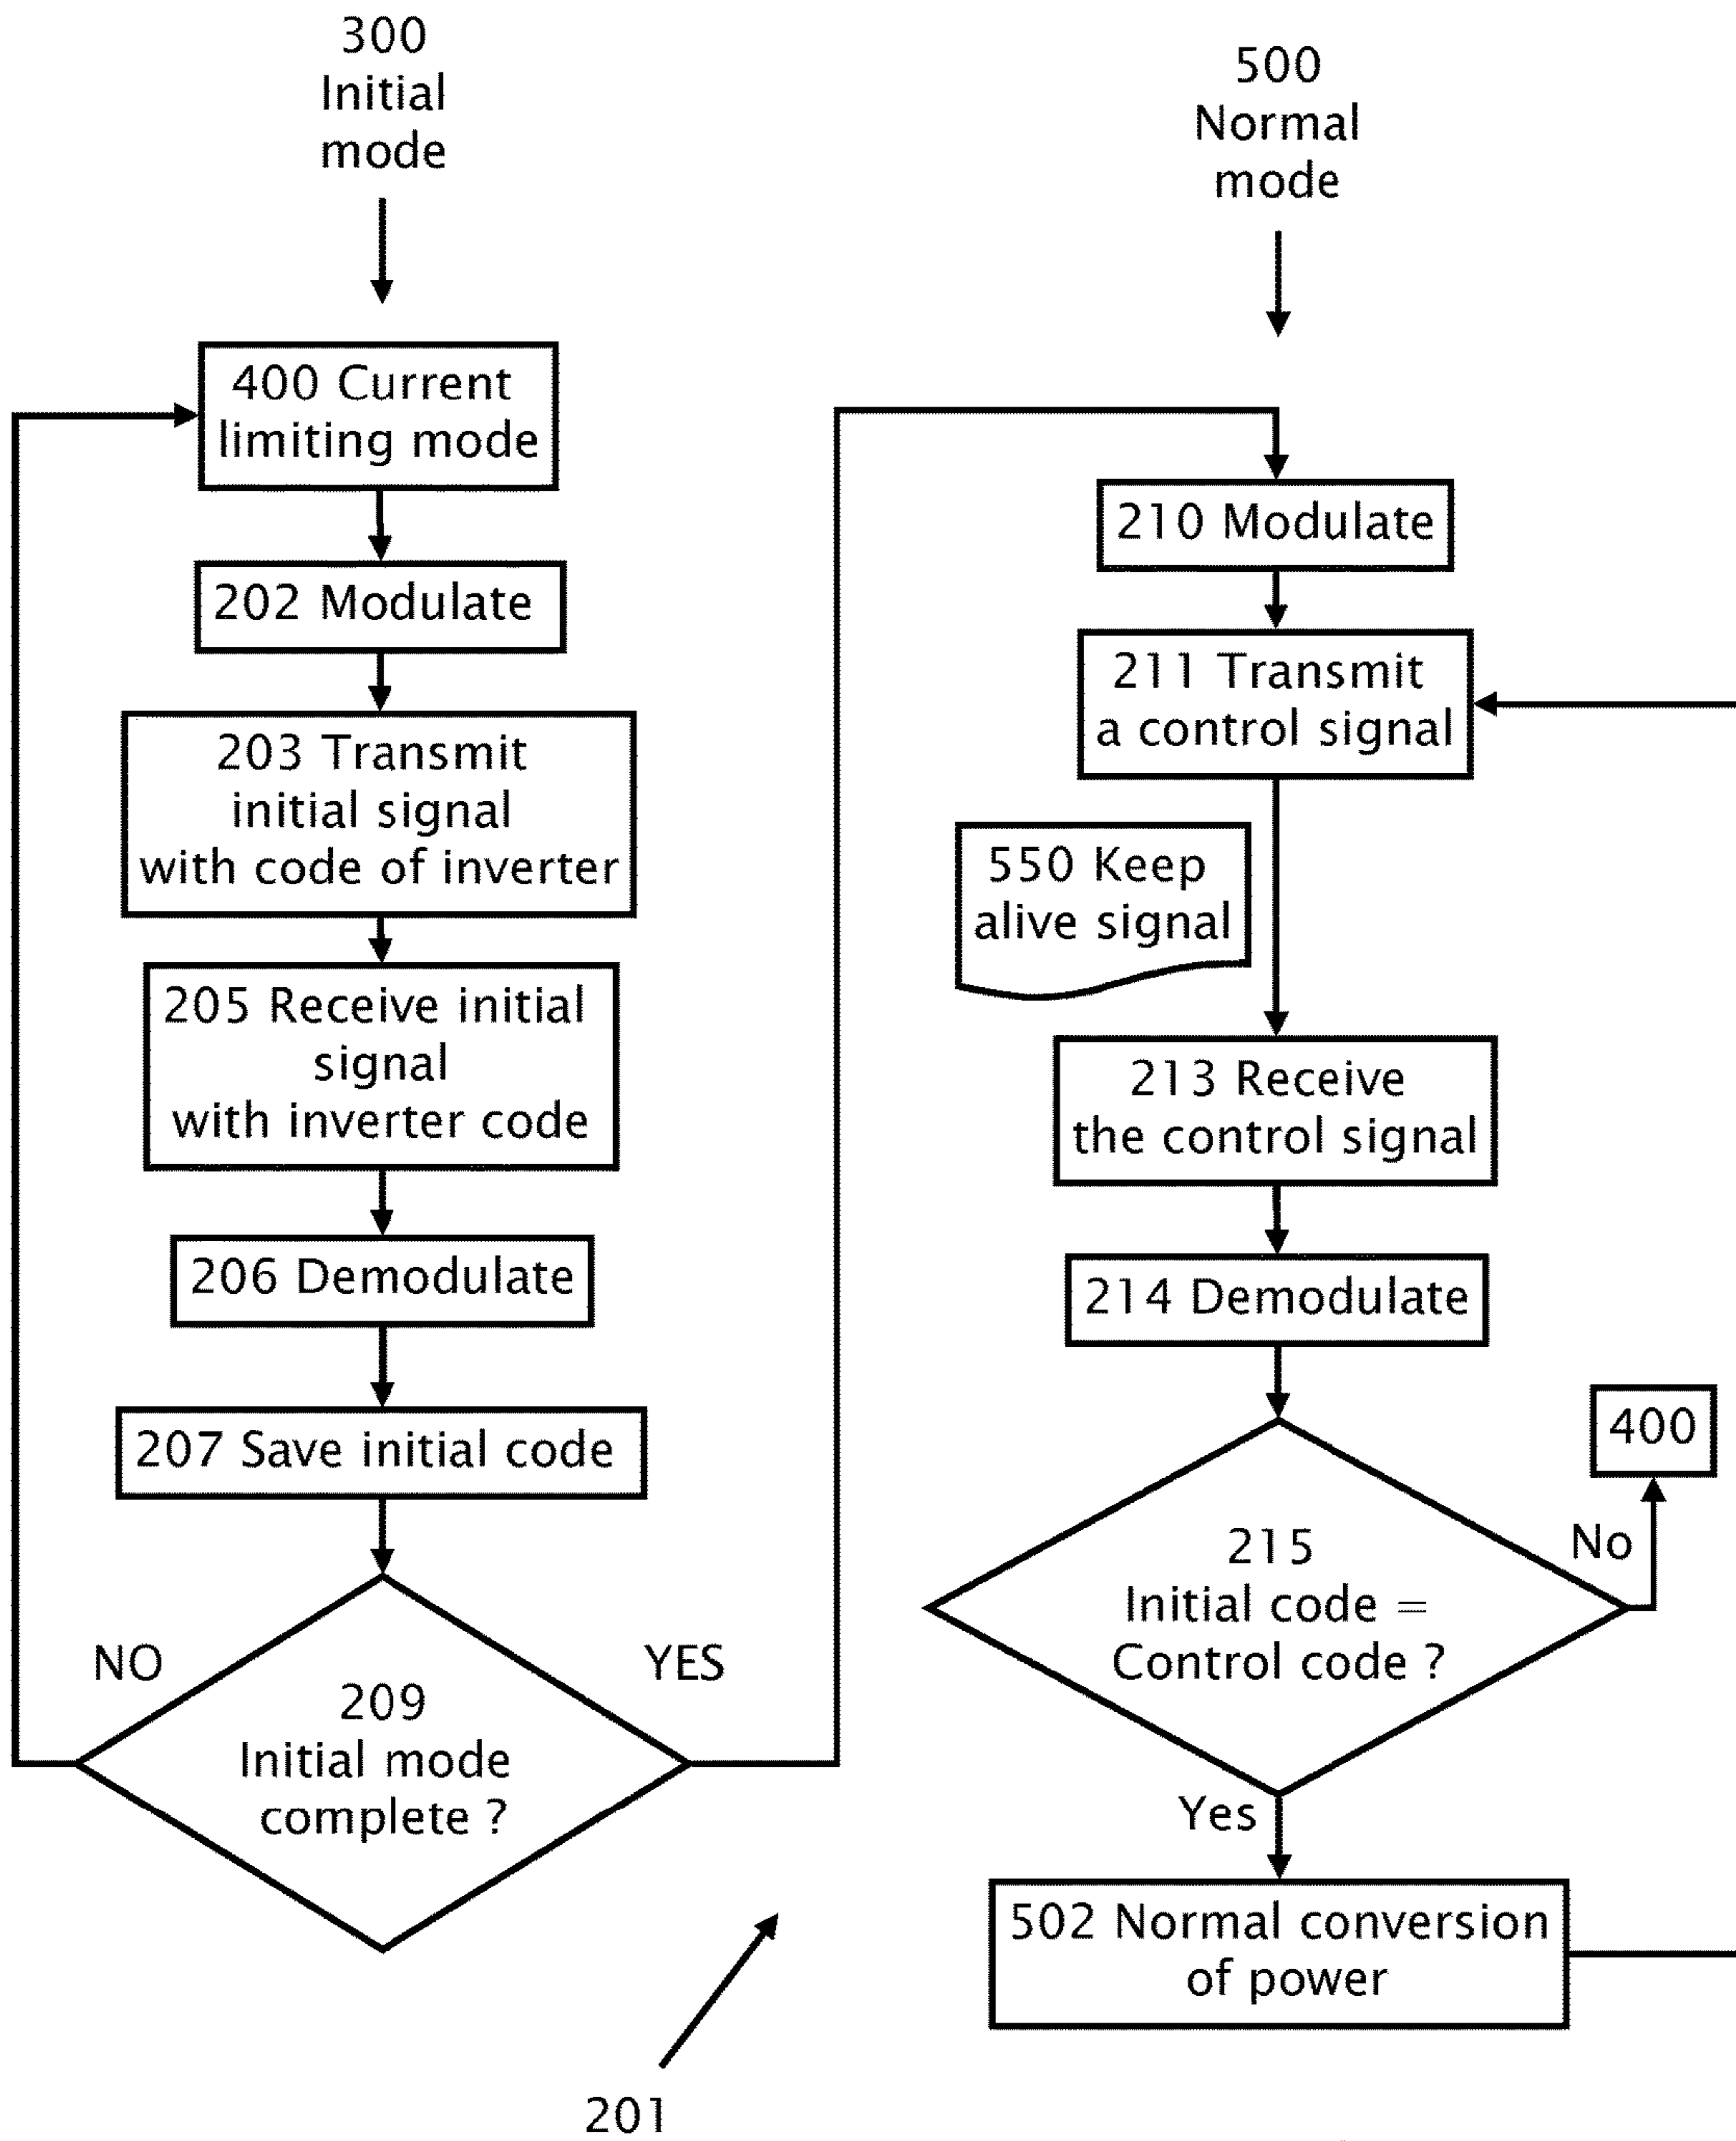 300
Initial
mode
400 Current
limiting mode
202 Modulate
203 Transmit
initial signal
with code of inverter
205 Receive initial
signal
with inverter code
206 Demodulate
207 Save initial code
NO
YES
209
Initial mode
complete ?
201
500
Normal
mode
210 Modulate
211 Transmit
a control signal
550 Keep
alive signal
213 Receive
the control signal
214 Demodulate
400
No
215
Initial code =
Control code ?
Yes
502 Normal conversion
of power